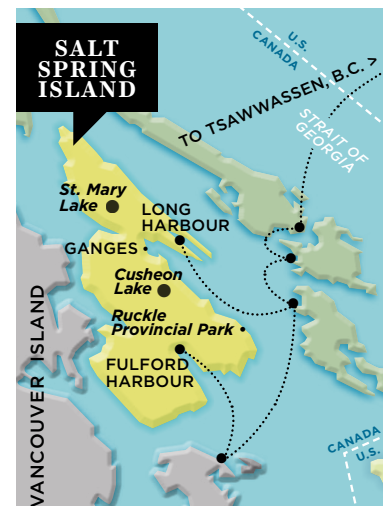 SALT
SPRING
ISLAND
U.S.
CANADA
TO TSAWWASSEN, B.C. >
STRAIT OF
GEORGIA
St. Mary
Lake
LONG
HARBOUR
GANGES
Cusheon
Lake
Ruckle
Provincial Park
FULFORD
HARBOUR
VANCOUVER ISLAND
CANADA
U.S.